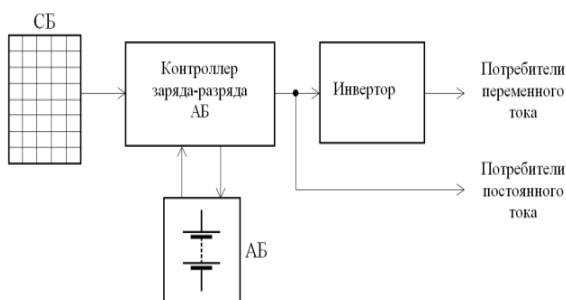 СБ
Контроллер
заряда-разряда
АБ
Инвертор
Потребители
переменного
тока
Потребители
постоянного
тока
АБ